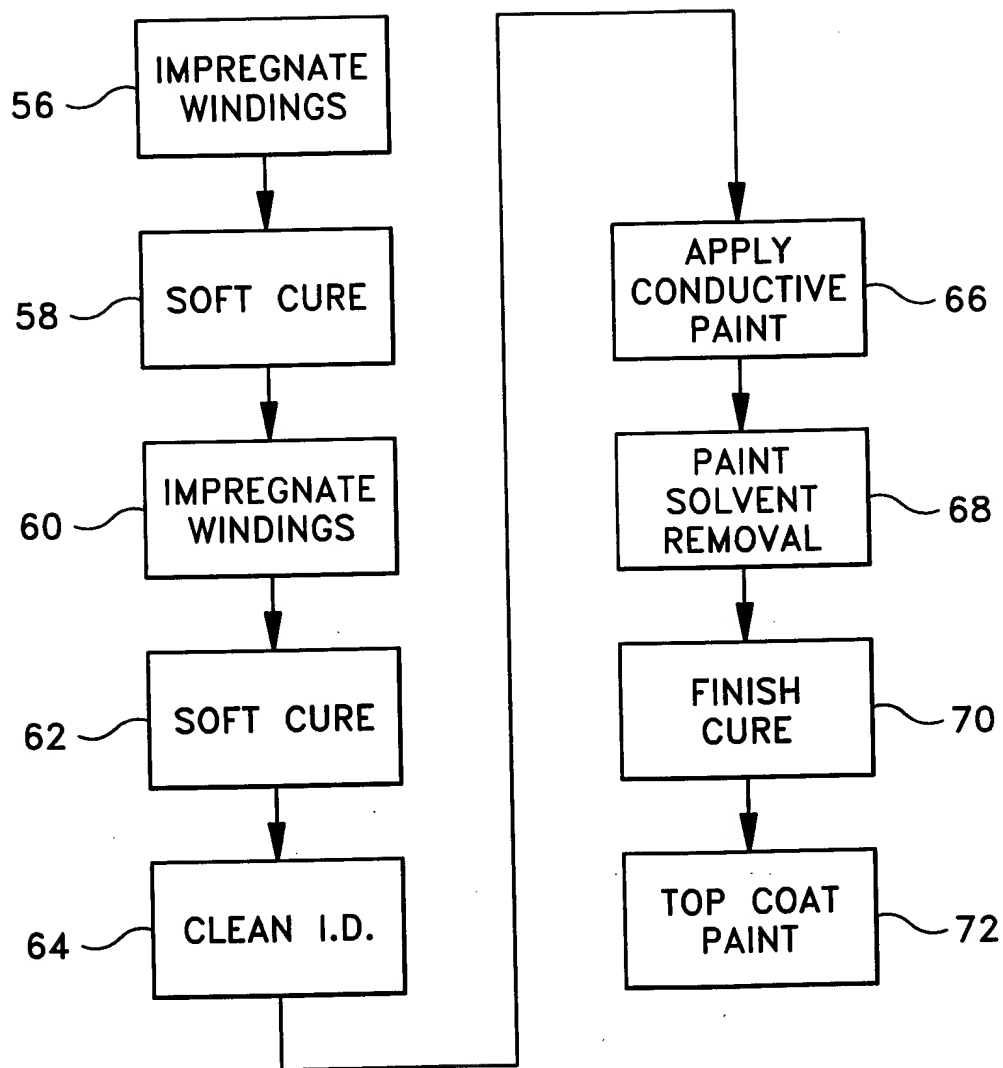 56
IMPREGNATE
WINDINGS
58
SOFT CURE
60
IMPREGNATE
WINDINGS
62
SOFT CURE
64
CLEAN I.D.
APPLY
CONDUCTIVE
PAINT
66
PAINT
SOLVENT
REMOVAL
68
FINISH
CURE
70
TOP COAT
PAINT
72